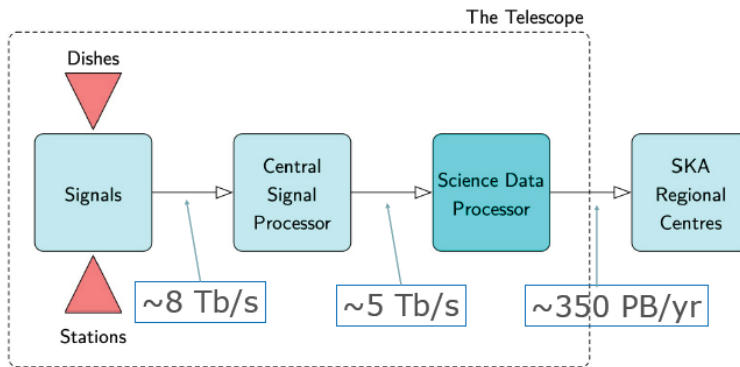 The Telescope
Dishes
Signals
Central
Signal
Processor
Science Data
Processor
SKA
Regional
Centres
~8 Tb/s
~5 Tb/s
~350 PB/yr
Stations